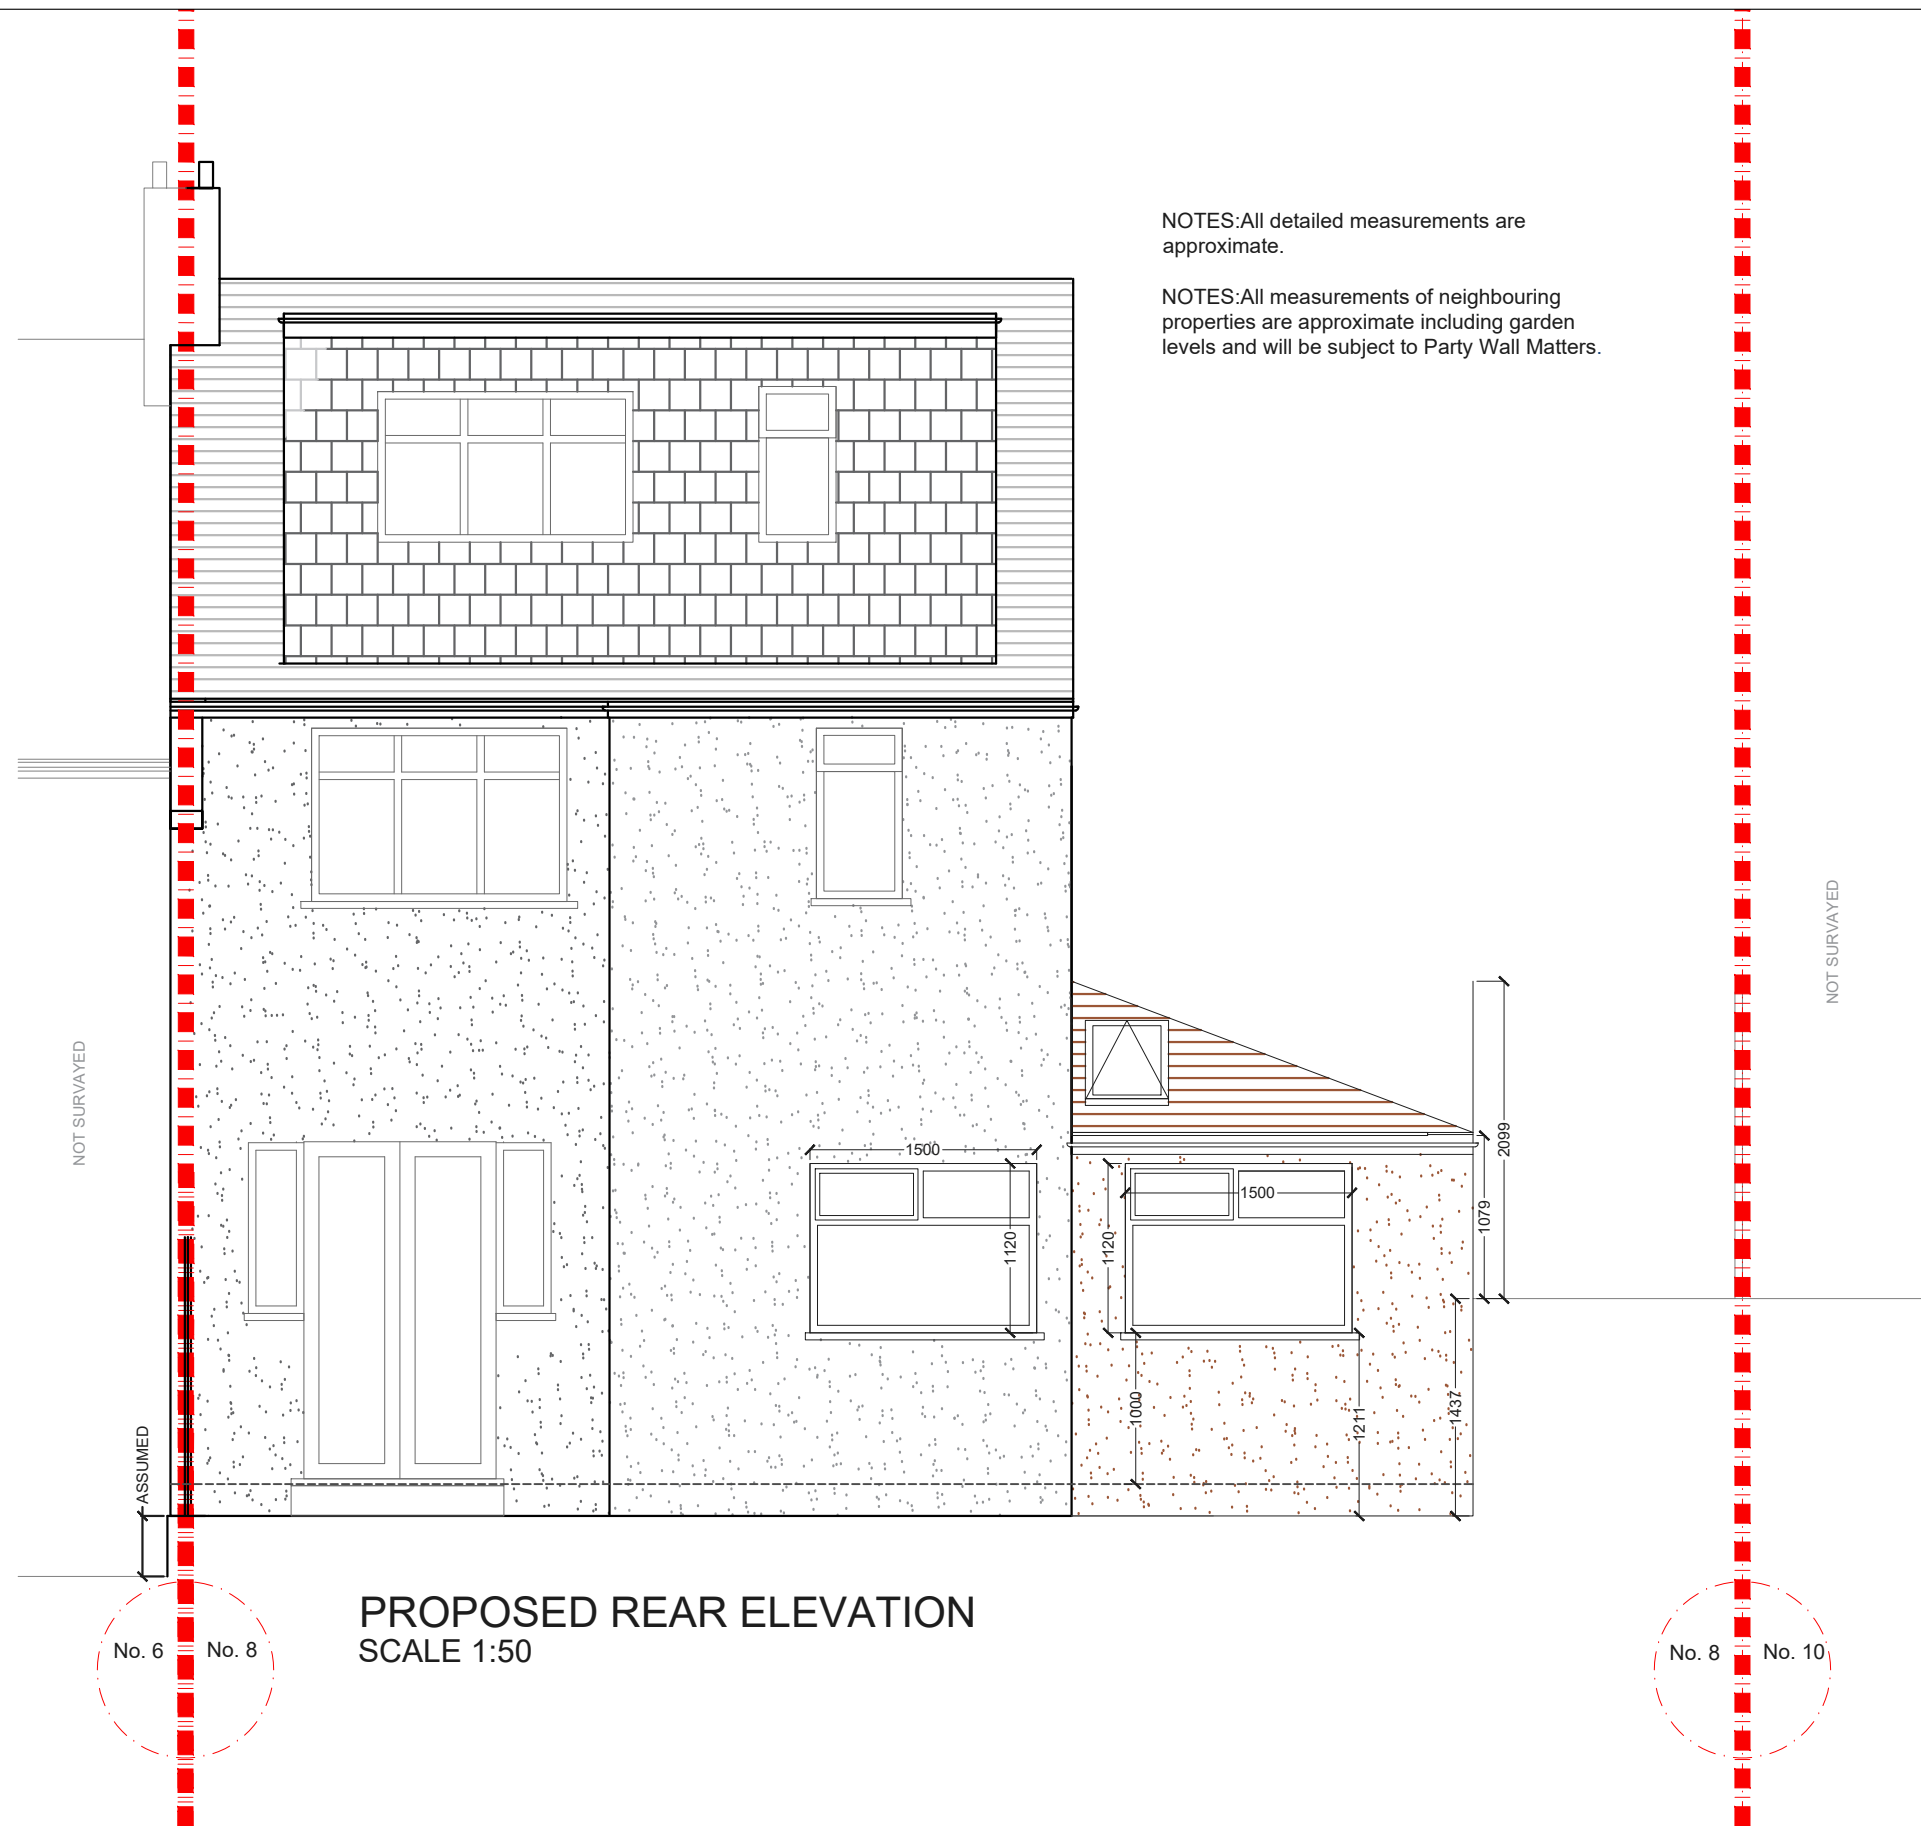 NOTES:All detailed measurements are
approximate.
NOTES:All measurements of neighbouring
properties are approximate including garden
levels and will be subject to Party Wall Matters.
NOT SURVAYED
NOT SURVAYED
2099
1079
1500
1500
1120
1120
1000
1211
1437
ASSUMED
PROPOSED REAR ELEVATION
SCALE 1:50
No. 6
No. 8
No. 8
No. 10